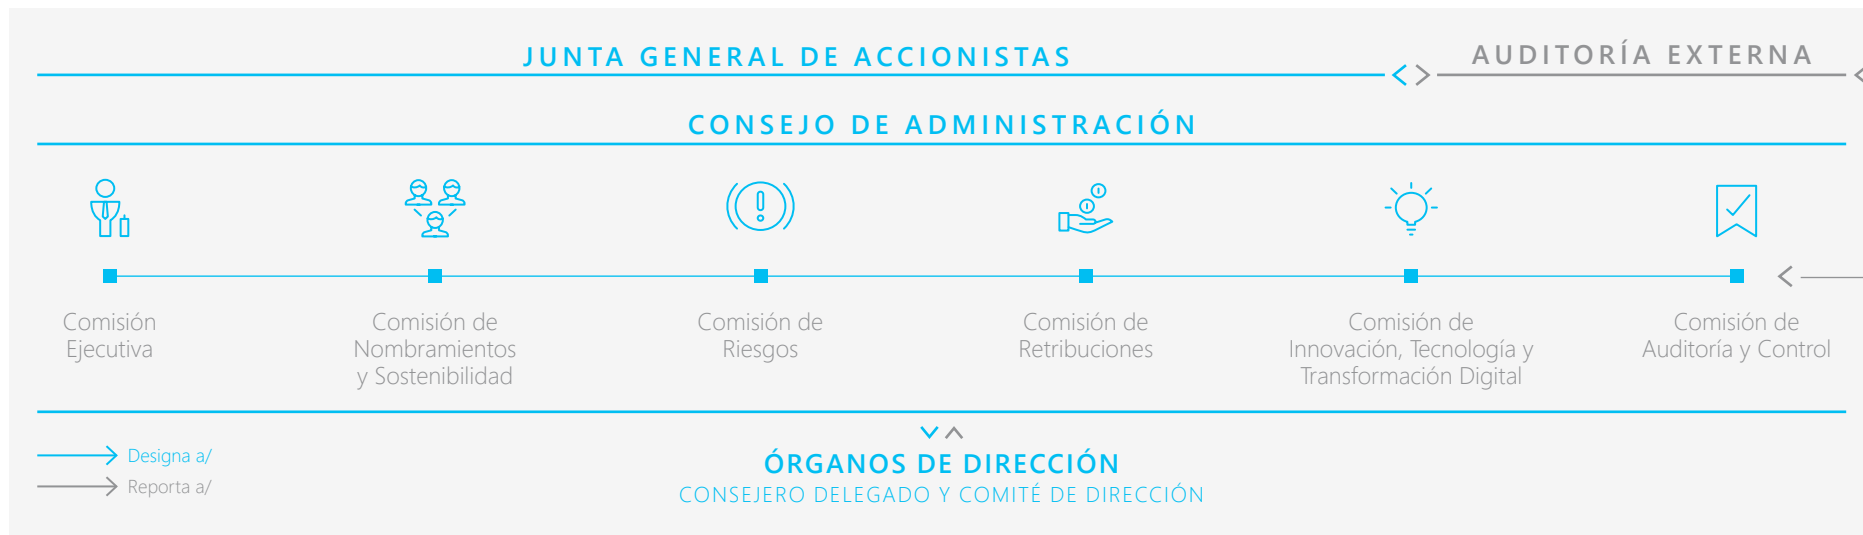 JUNTA GENERAL DE ACCIONISTAS
AUDITORÍA EXTERNA
CONSEJO DE ADMINISTRACIÓN
Comisión
Ejecutiva
Comisión de
Nombramientos
y Sostenibilidad
Comisión de
Riesgos
Comisión de
Retribuciones
Comisión de
Innovación, Tecnología y
Transformación Digital
Comisión de
Auditoría y Control
Designa a/
Reporta a/
ÓRGANOS DE DIRECCIÓN
CONSEJERO DELEGADO Y COMITÉ DE DIRECCIÓN